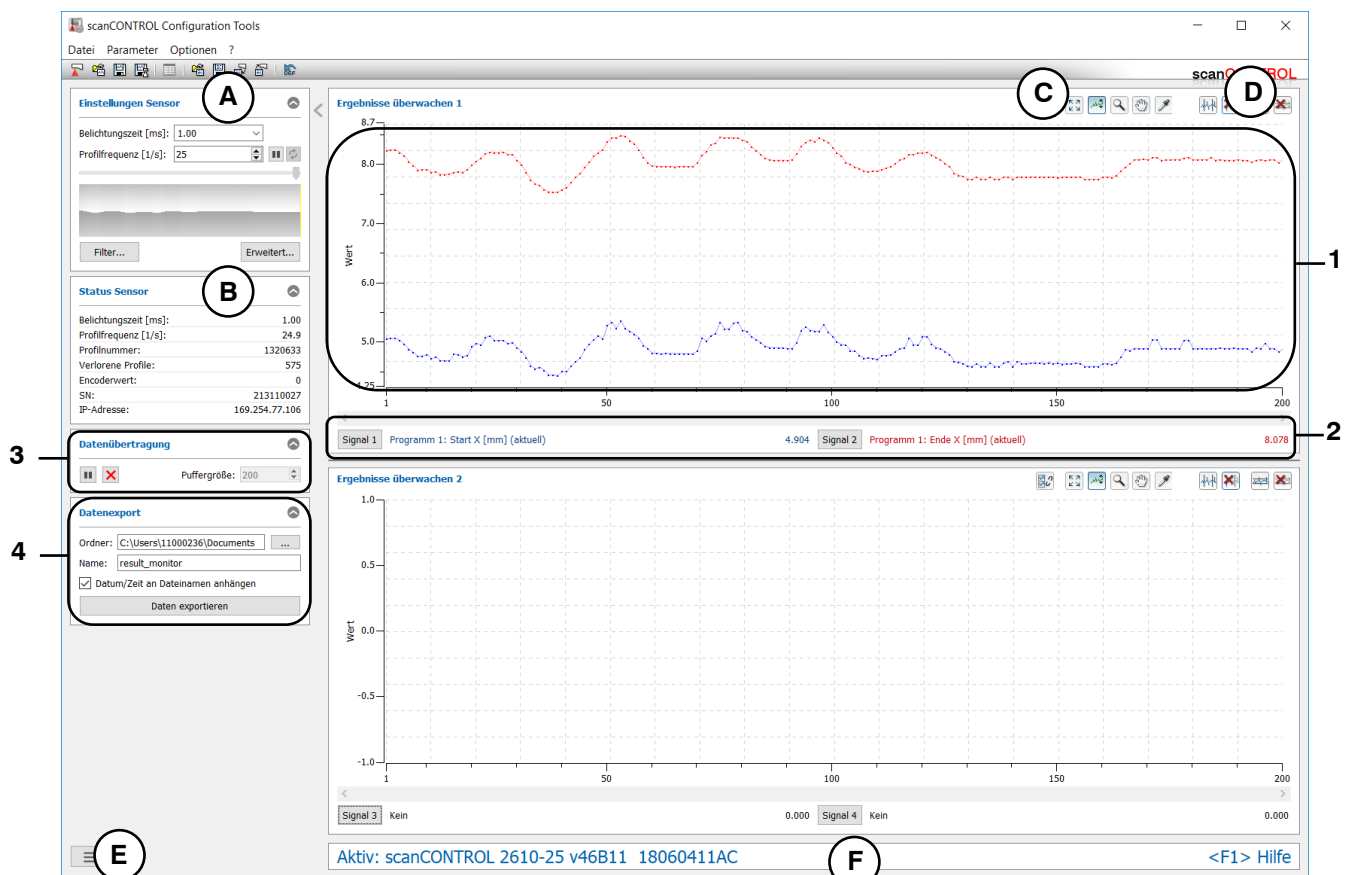 scanCONTROL Configuration Tools
Datei Parameter Optionen ?
Einstellungen Sensor
A
Belichtungszeit [ms]: 1.00
Profilfrequenz [1/s]: 25
Filter...
Erweitert...
Status Sensor
B
Belichtungszeit [ms]: 1.00
Profilfrequenz [1/s]: 24.9
Profilnummer: 1320633
Verlorene Profile: 575
Encoderwert: 0
SN: 213110027
IP-Adresse: 169.254.77.106
3
Datenübertragung
Puffergröße: 200
4
Datenexport
Ordner: C:\Users\11000236\Documents ...
Name: result_monitor
Datum/Zeit an Dateinamen anhängen
Daten exportieren
E
Ergebnisse überwachen 1
C
D
8.7
8.0
7.0
6.0
5.0
4.25
Wert
1 50 100 150 200
1
Signal 1 Programm 1: Start X [mm] (aktuell) 4.904 Signal 2 Programm 1: Ende X [mm] (aktuell) 8.078
2
Ergebnisse überwachen 2
1.0
0.5
0.0
-0.5
-1.0
Wert
1 50 100 150 200
Signal 3 Kein 0.000 Signal 4 Kein 0.000
Aktiv: scanCONTROL 2610-25 v46B11 18060411AC
F
<F1> Hilfe